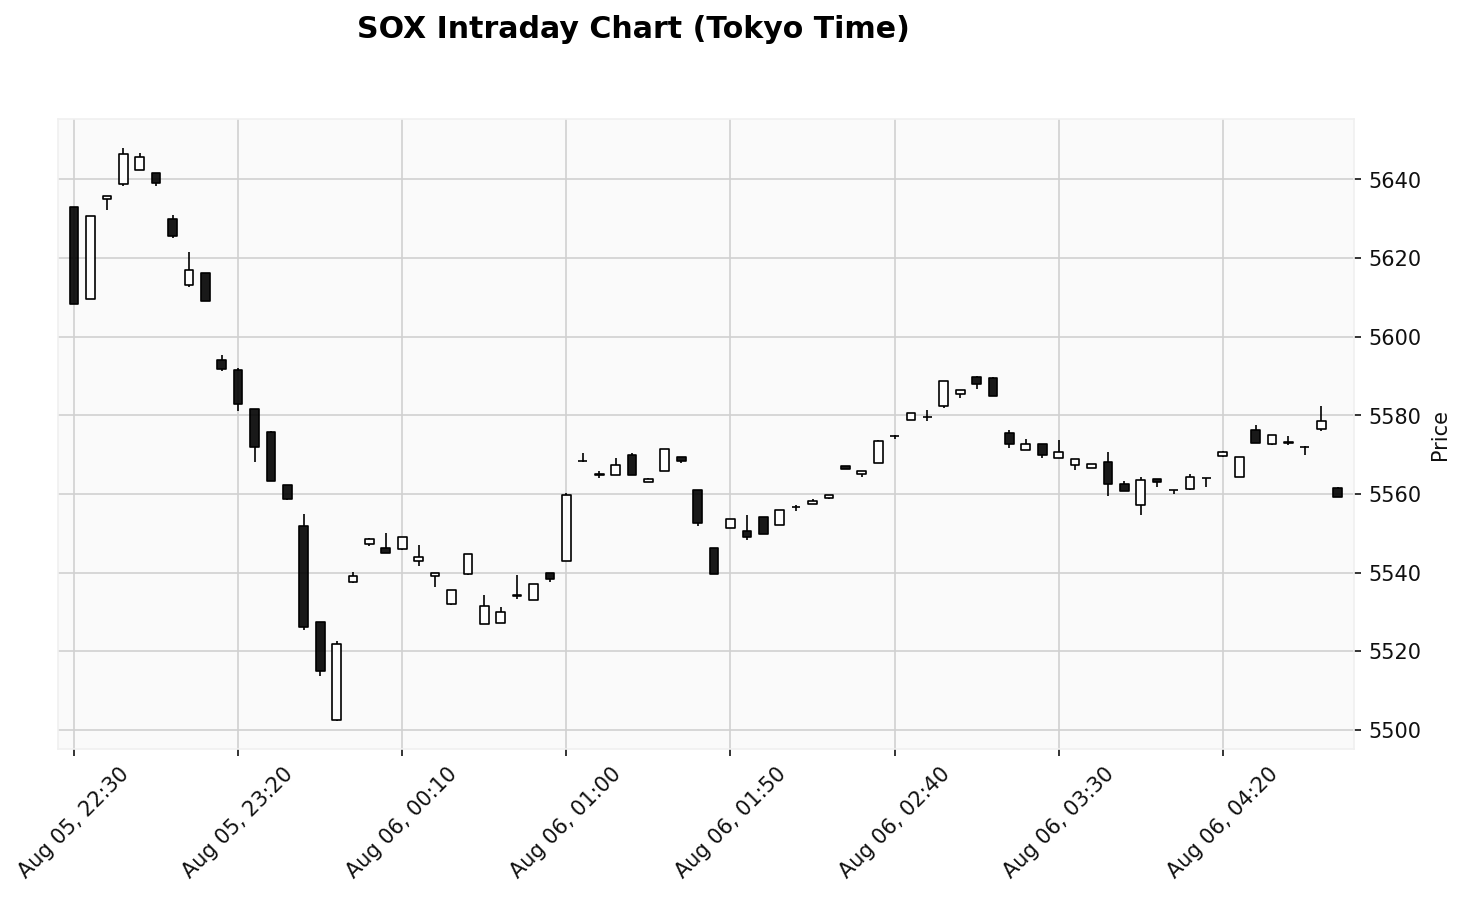 SOX Intraday Chart (Tokyo Time)
5640
5620
5600
5580
5560
5540
5520
5500
Price
Aug 05, 22:30
Aug 05, 23:20
Aug 06, 00:10
Aug 06, 01:00
Aug 06, 01:50
Aug 06, 02:40
Aug 06, 03:30
Aug 06, 04:20